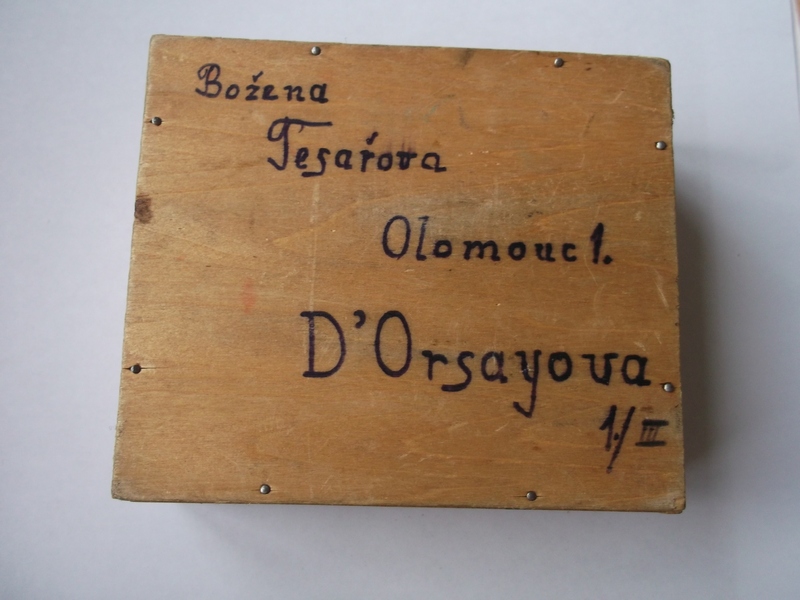 Božena
Tesařova
Olomouc 1.
D'Orsayova
1./III